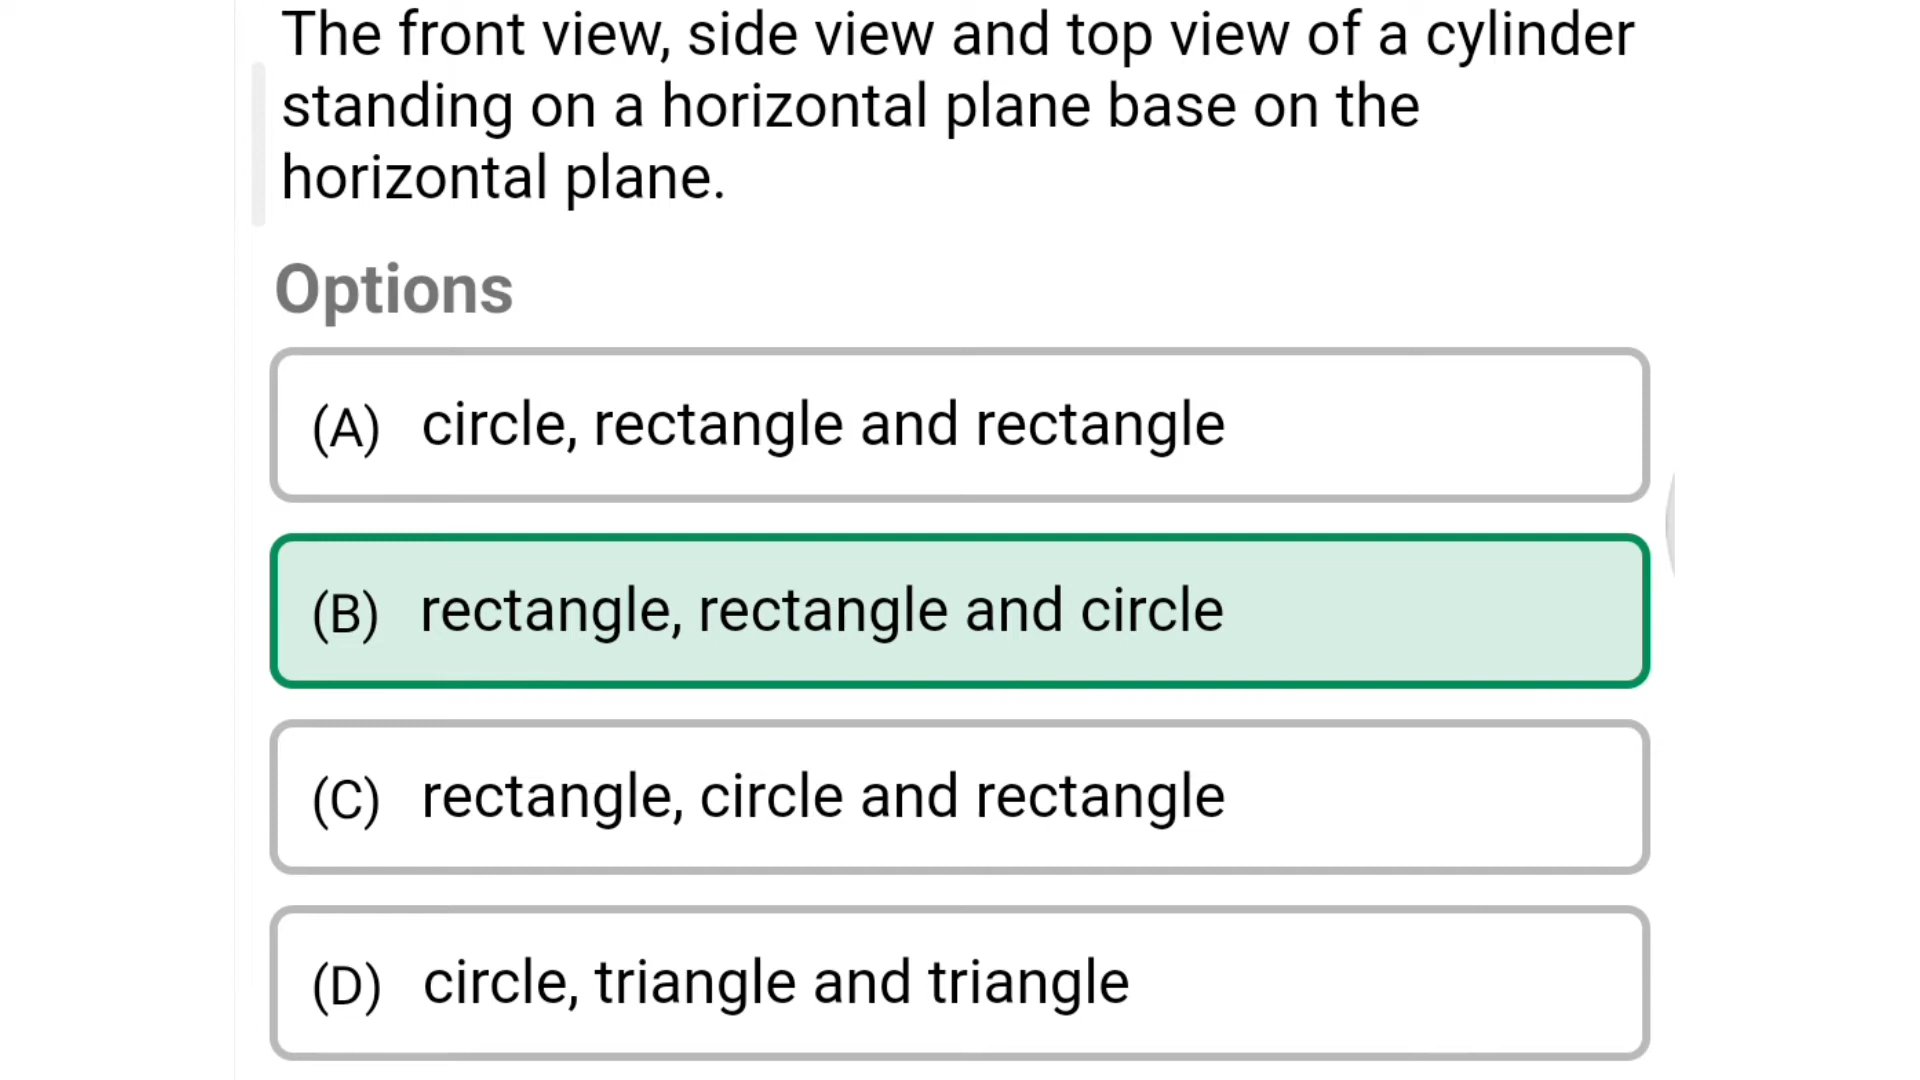 The front view, side view and top view of a cylinder
standing on a horizontal plane base on the
horizontal plane.
Options
(A) circle, rectangle and rectangle
(B) rectangle, rectangle and circle
(C) rectangle, circle and rectangle
(D) circle, triangle and triangle